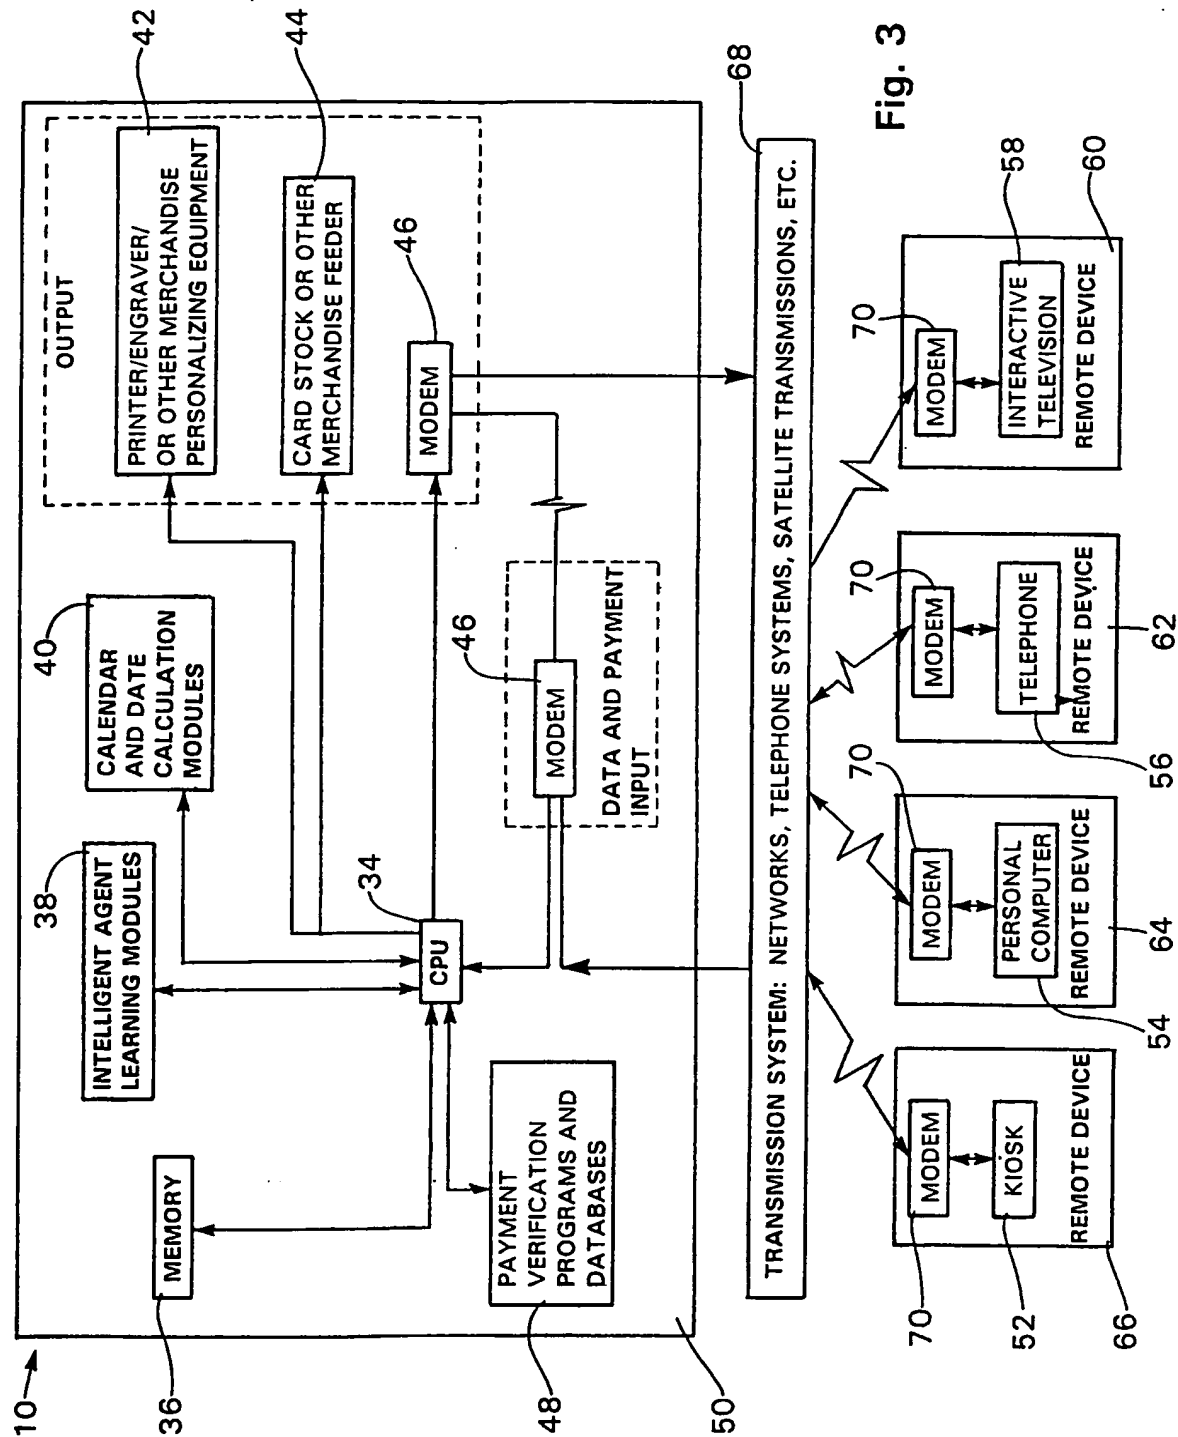 10
36
MEMORY
38
INTELLIGENT AGENT
LEARNING MODULES
40
CALENDAR
AND DATE
CALCULATION
MODULES
OUTPUT
PRINTER/ENGRAVER/
OR OTHER MERCHANDISE
PERSONALIZING EQUIPMENT
42
CARD STOCK OR OTHER
MERCHANDISE FEEDER
44
MODEM
46
34
CPU
48
PAYMENT
VERIFICATION
PROGRAMS AND
DATABASES
46
MODEM
DATA AND PAYMENT
INPUT
50
68
TRANSMISSION SYSTEM: NETWORKS, TELEPHONE SYSTEMS, SATELLITE TRANSMISSIONS, ETC.
70
MODEM
KIOSK
52
REMOTE DEVICE
66
70
MODEM
PERSONAL
COMPUTER
54
REMOTE DEVICE
64
70
MODEM
TELEPHONE
56
REMOTE DEVICE
62
70
MODEM
INTERACTIVE
TELEVISION
58
REMOTE DEVICE
60
Fig. 3